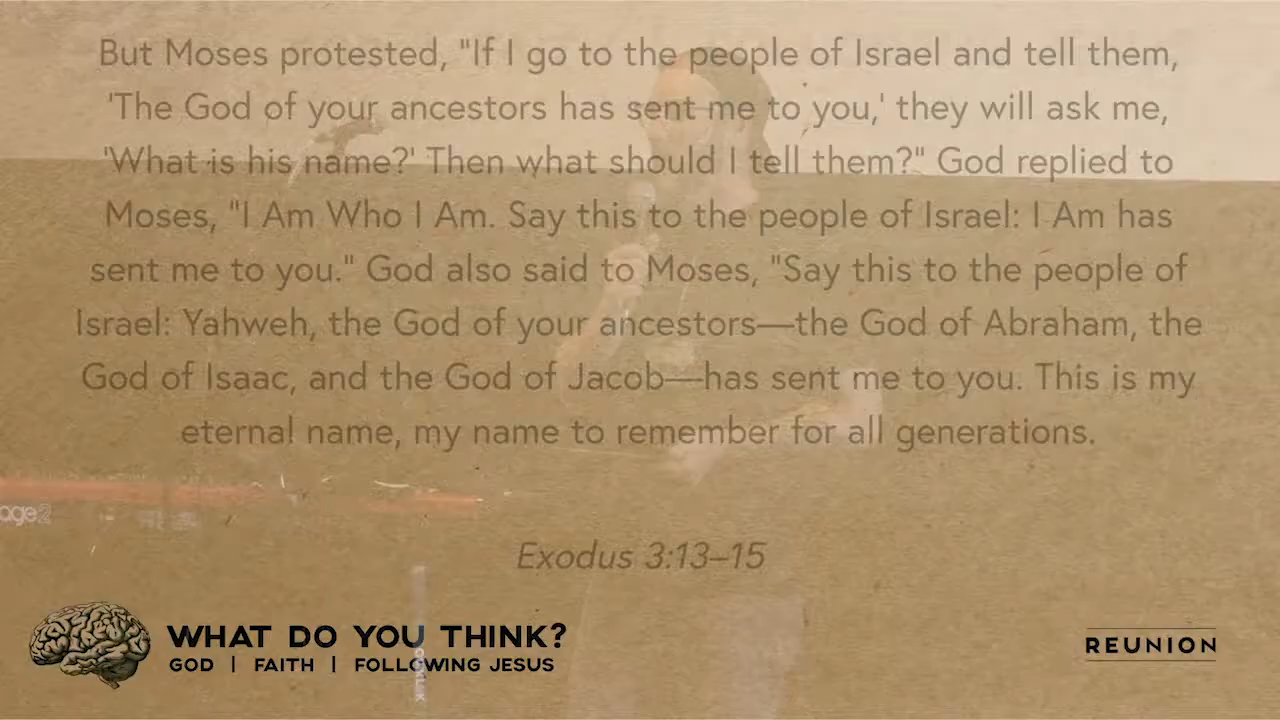 But Moses protested, "If I go to the people of Israel and tell them,
'The God of your ancestors has sent me to you,' they will ask me,
'What is his name?' Then what should I tell them?" God replied to
Moses, "I Am Who I Am. Say this to the people of Israel: I Am has
sent me to you." God also said to Moses, "Say this to the people of
Israel: Yahweh, the God of your ancestors—the God of Abraham, the
God of Isaac, and the God of Jacob—has sent me to you. This is my
eternal name, my name to remember for all generations.
Exodus 3:13–15
WHAT DO YOU THINK?
GOD | FAITH | FOLLOWING JESUS
REUNION